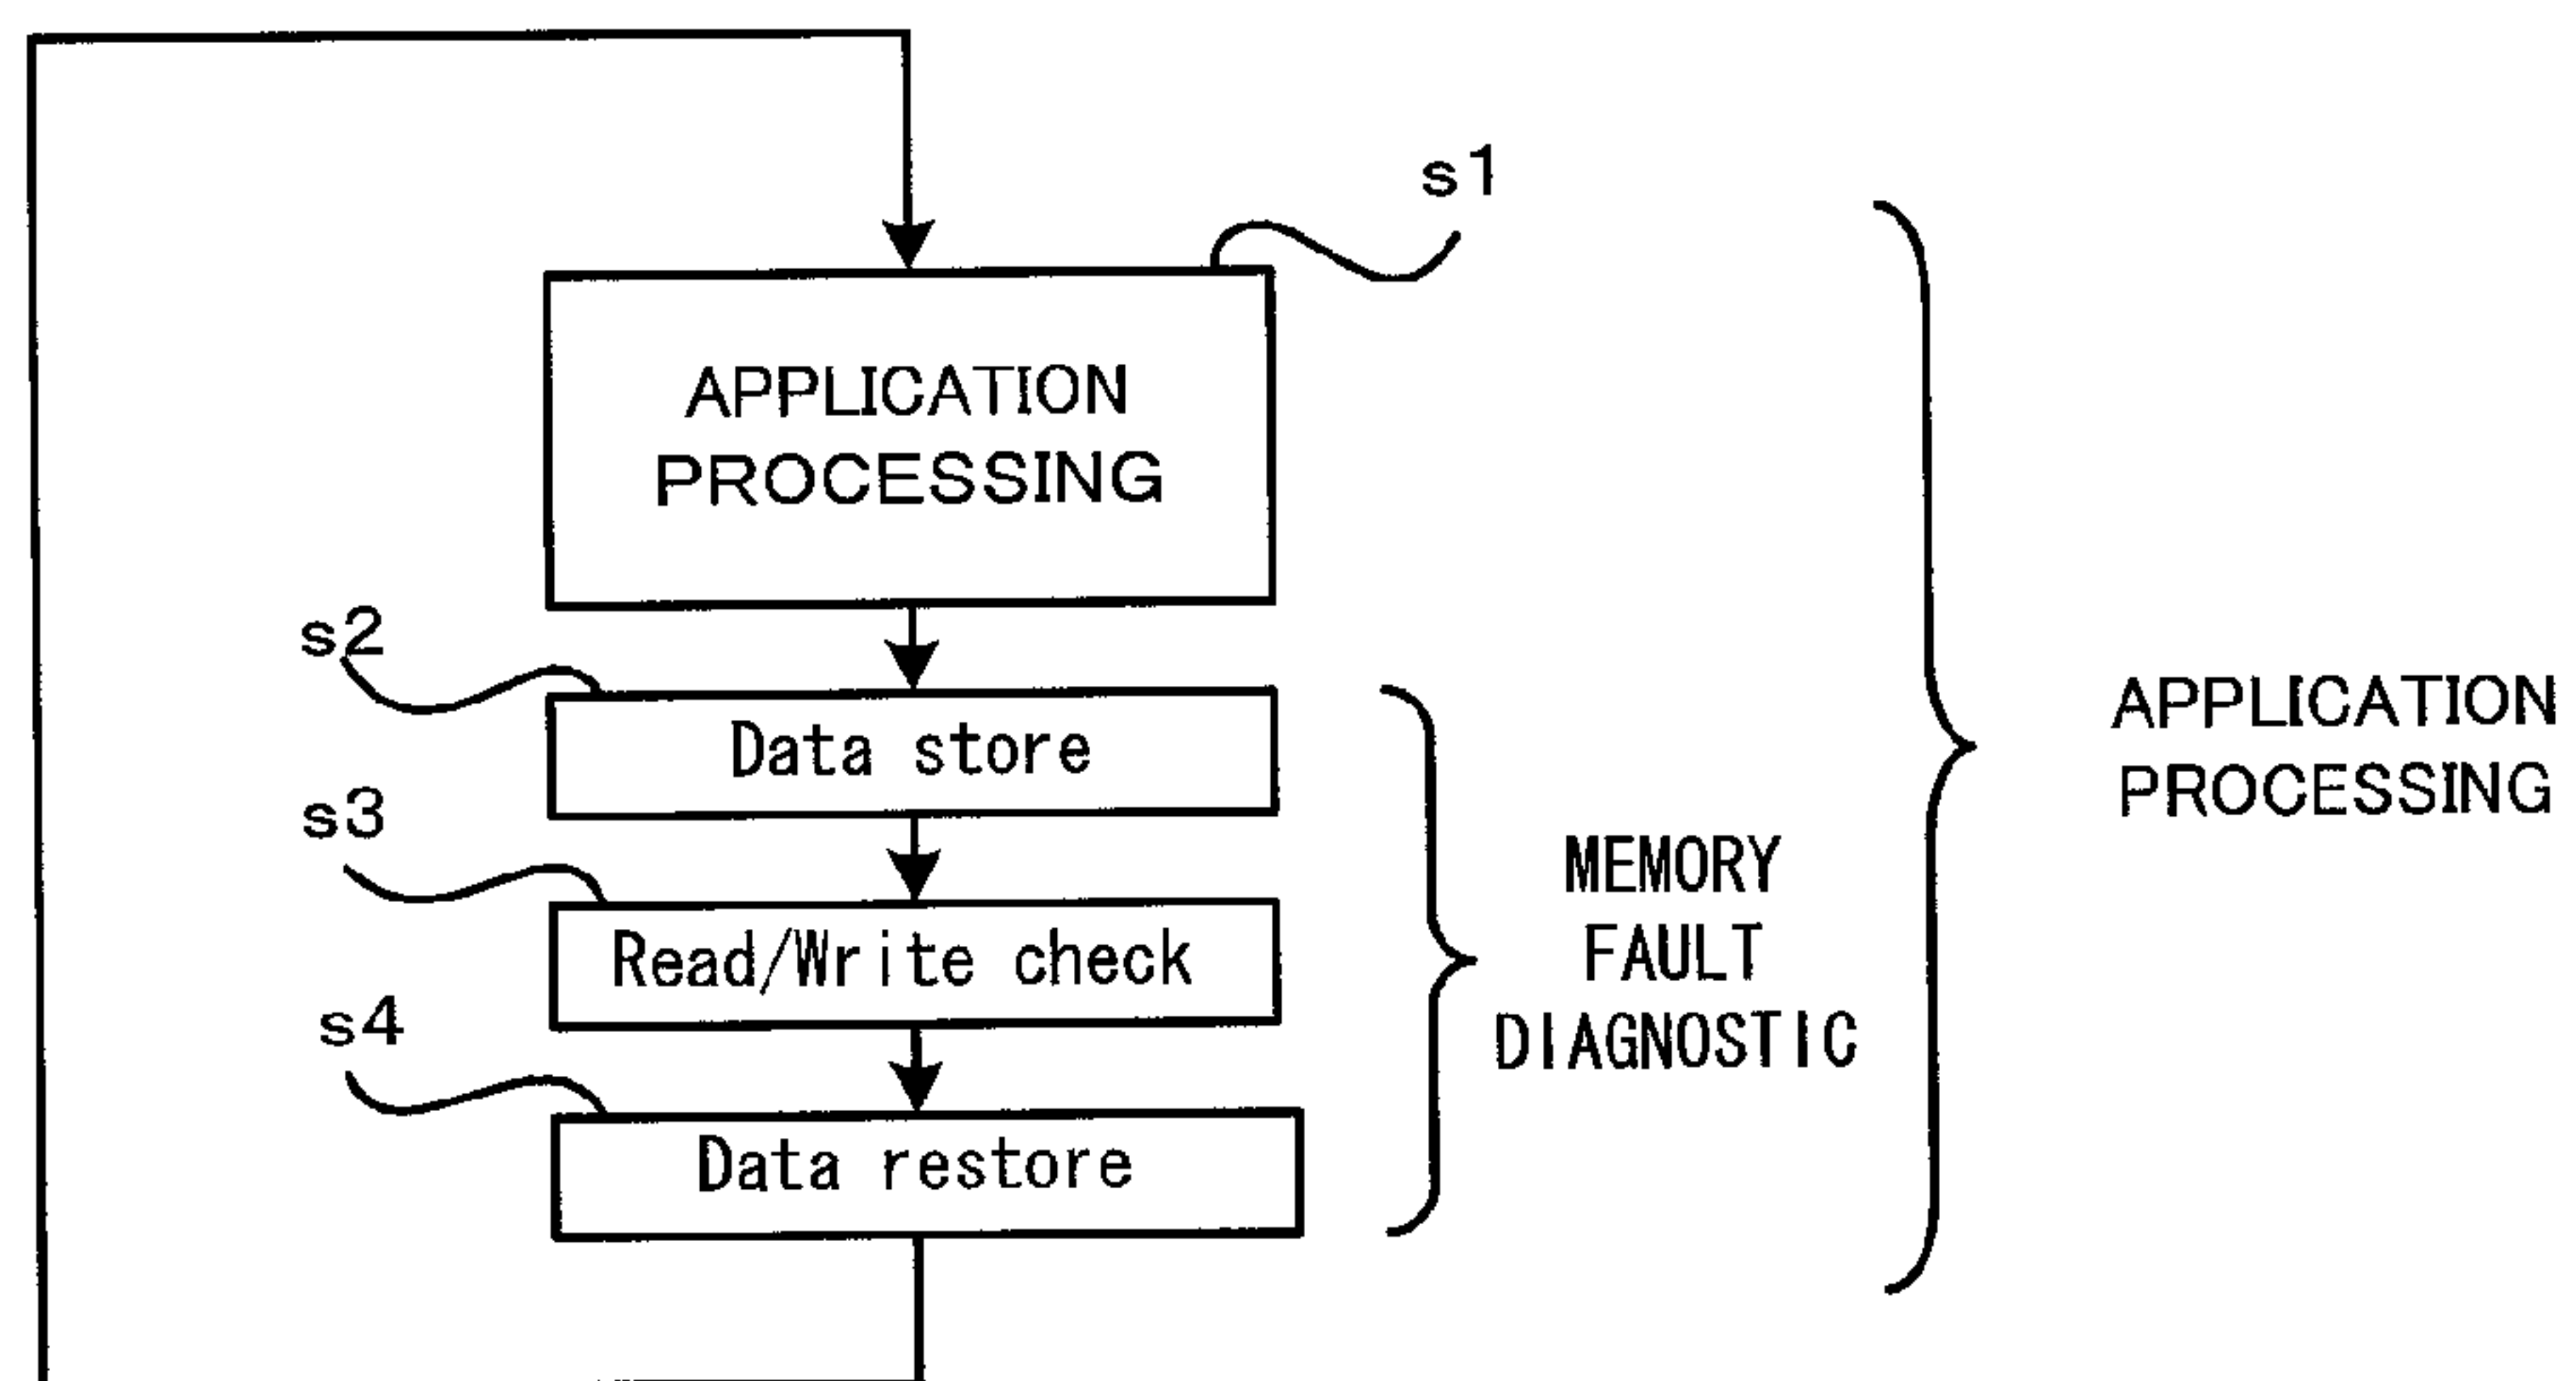 s1
APPLICATION
PROCESSING
s2
Data store
s3
Read/Write check
s4
Data restore
MEMORY
FAULT
DIAGNOSTIC
APPLICATION
PROCESSING